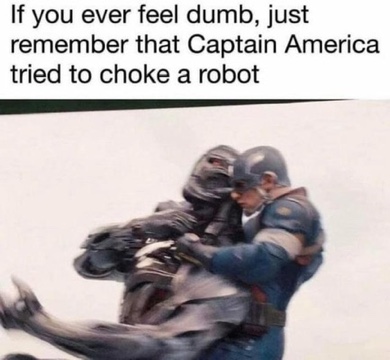 If you ever feel dumb, just
remember that Captain America
tried to choke a robot